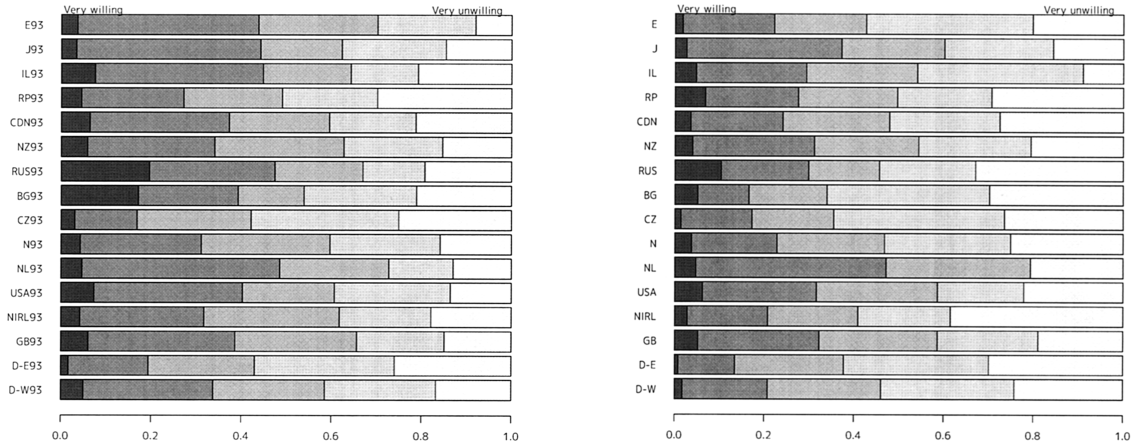 Very willing Very unwilling
E93
J93
IL93
RP93
CDN93
NZ93
RUS93
BG93
CZ93
N93
NL93
USA93
NIRL93
GB93
D-E93
D-W93
0.0 0.2 0.4 0.6 0.8 1.0
Very willing Very unwilling
E
J
IL
RP
CDN
NZ
RUS
BG
CZ
N
NL
USA
NIRL
GB
D-E
D-W
0.0 0.2 0.4 0.6 0.8 1.0